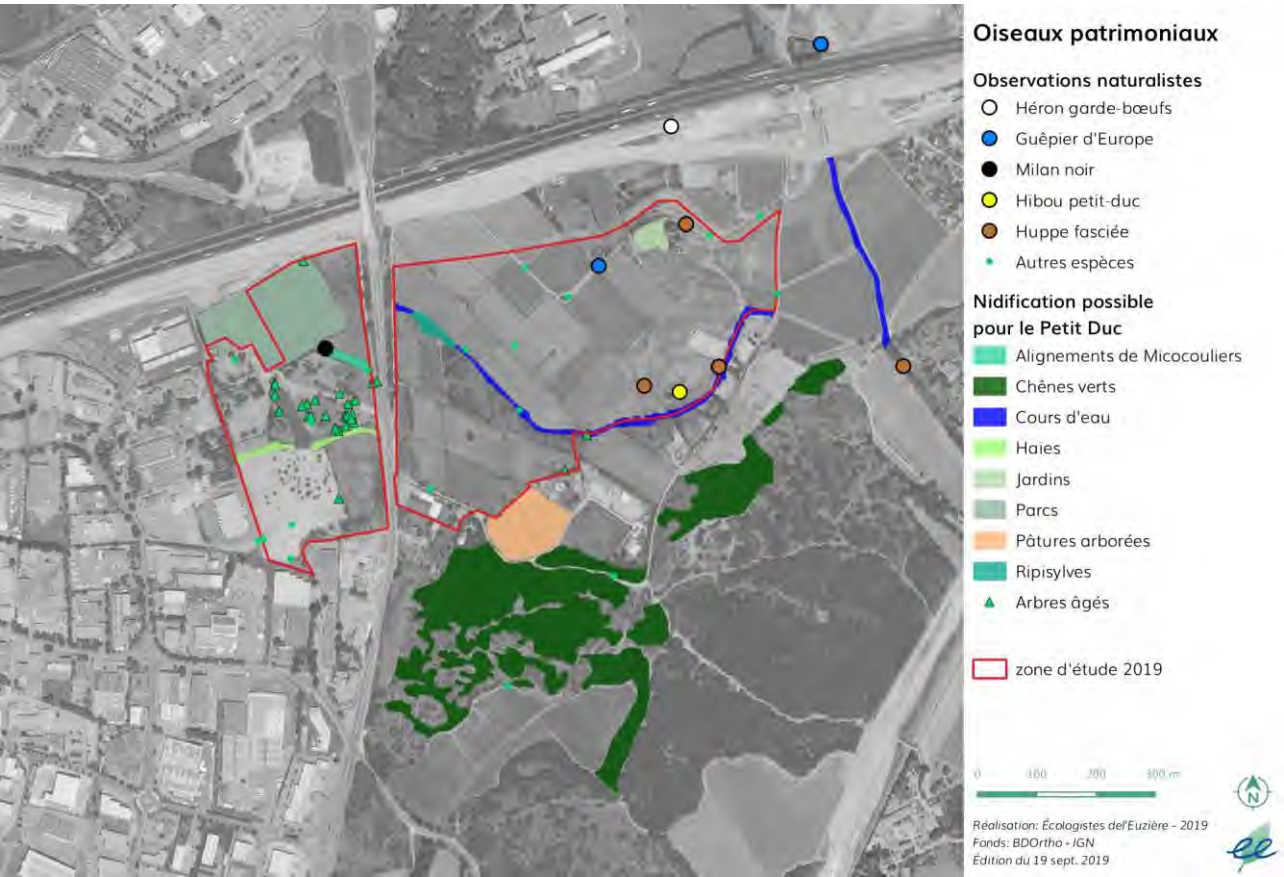 Oiseaux patrimoniaux
Observations naturalistes
Héron garde-bœufs
Guêpier d'Europe
Milan noir
Hibou petit-duc
Huppe fasciée
Autres espèces
Nidification possible
pour le Petit Duc
Alignements de Micocouliers
Chênes verts
Cours d'eau
Haies
Jardins
Parcs
Pâtures arborées
Ripisylves
Arbres âgés
zone d'étude 2019
0 100 200 300 m
N
Réalisation: Écologistes del'Euzière - 2019
Fonds: BDOrtho - IGN
Édition du 19 sept. 2019
ee